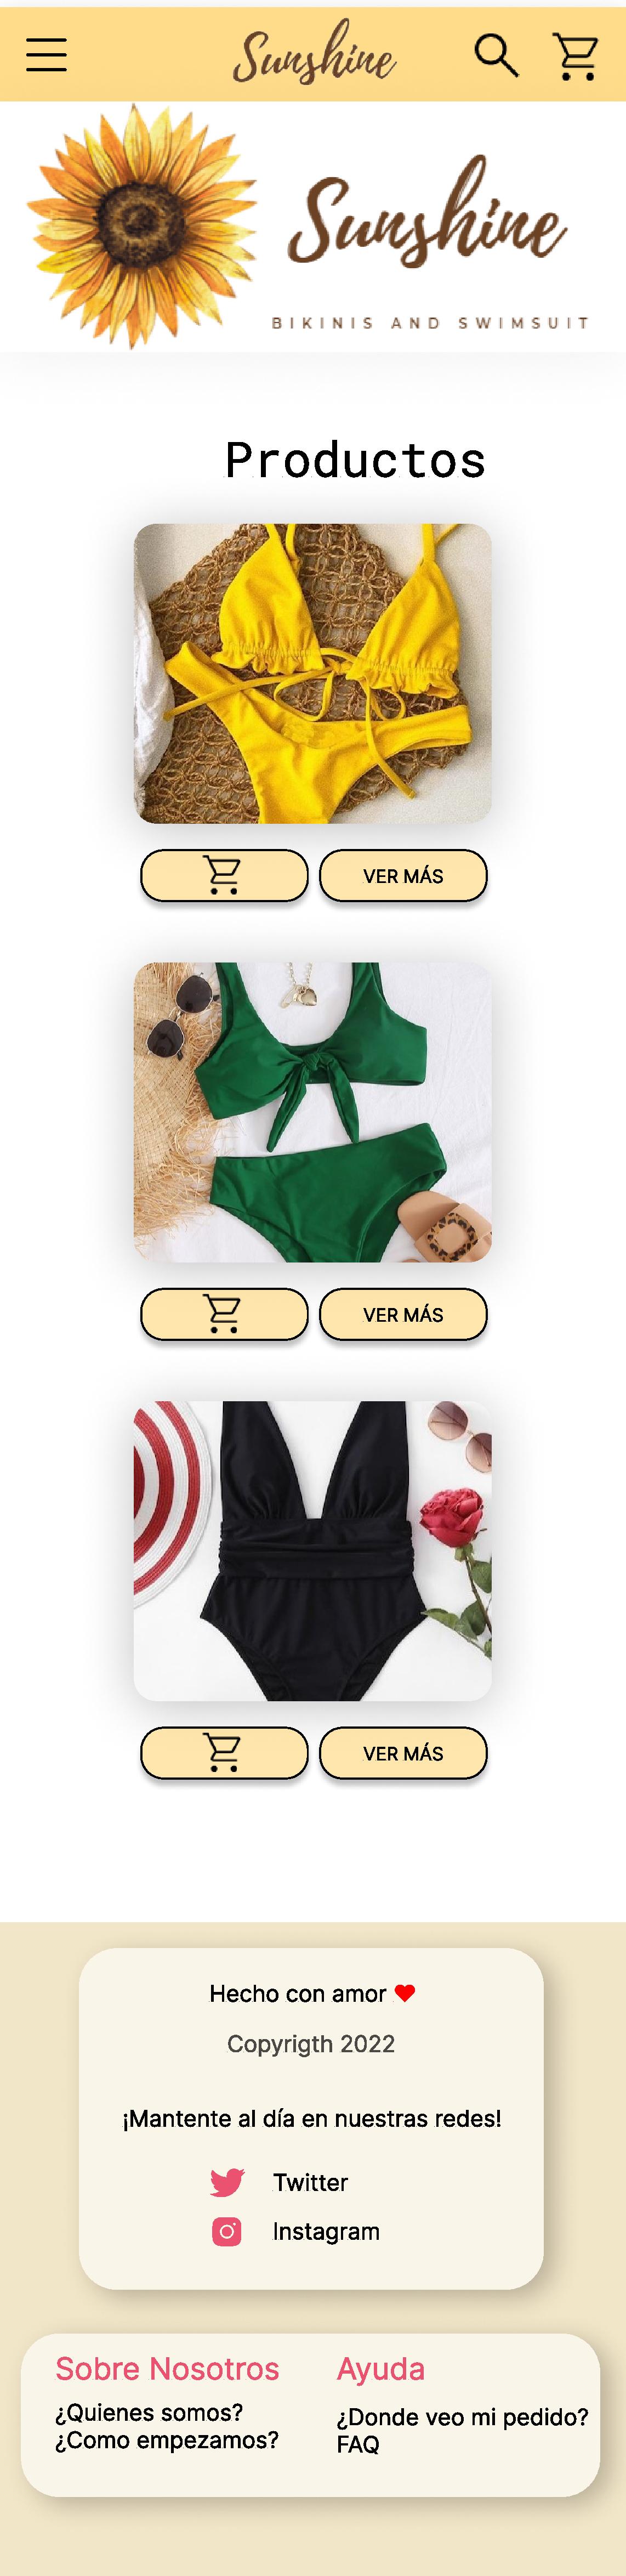 Sunshine
Sunshine
BIKINIS AND SWIMSUIT
Productos
VER MÁS
VER MÁS
VER MÁS
Hecho con amor ❤
Copyrigth 2022
¡Mantente al día en nuestras redes!
Twitter
Instagram
Sobre Nosotros
¿Quienes somos?
¿Como empezamos?
Ayuda
¿Donde veo mi pedido?
FAQ